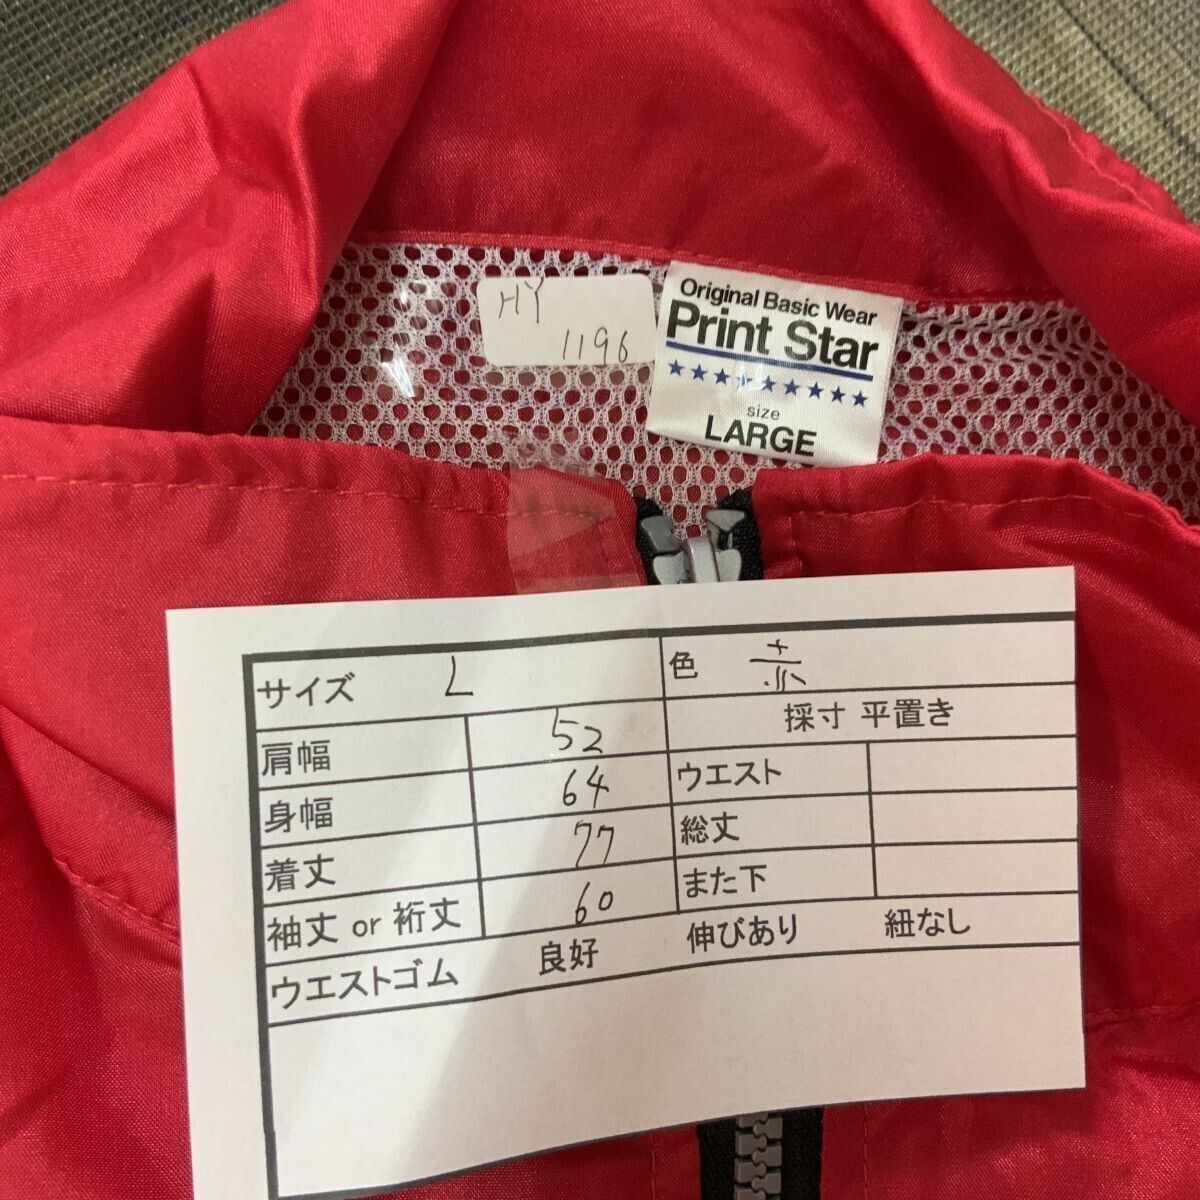 HY
1196
Original Basic Wear
Print Star
size
LARGE
サイズ L 色 赤
肩幅 52 採寸 平置き
身幅 64 ウエスト
着丈 77 総丈
袖丈 or 裄丈 60 また下
ウエストゴム 良好 伸びあり 紐なし